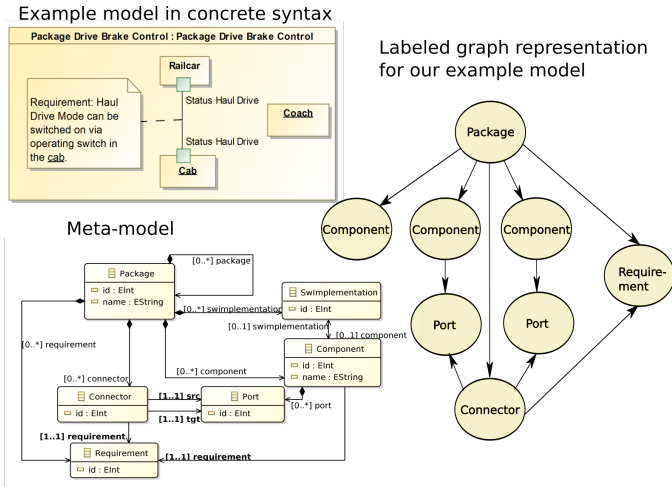 Example model in concrete syntax
Package Drive Brake Control : Package Drive Brake Control
Railcar
Status Haul Drive
Requirement: Haul
Drive Mode can be
switched on via
operating switch in
the cab.
Coach
Status Haul Drive
Cab
Labeled graph representation
for our example model
Package
Component
Component
Component
Require-
ment
Port
Port
Connector
Meta-model
[0..*] package
Package
id : EInt
name : EString
[0..*] swimplementation
SwImplementation
id : EInt
[0..1] swimplementation
[0..1] component
[0..*] requirement
[0..*] component
Component
id : EInt
name : EString
[0..*] connector
Connector
id : EInt
[1..1] src
[1..1] tgt
Port
id : EInt
[0..*] port
[1..1] requirement
Requirement
id : EInt
[1..1] requirement